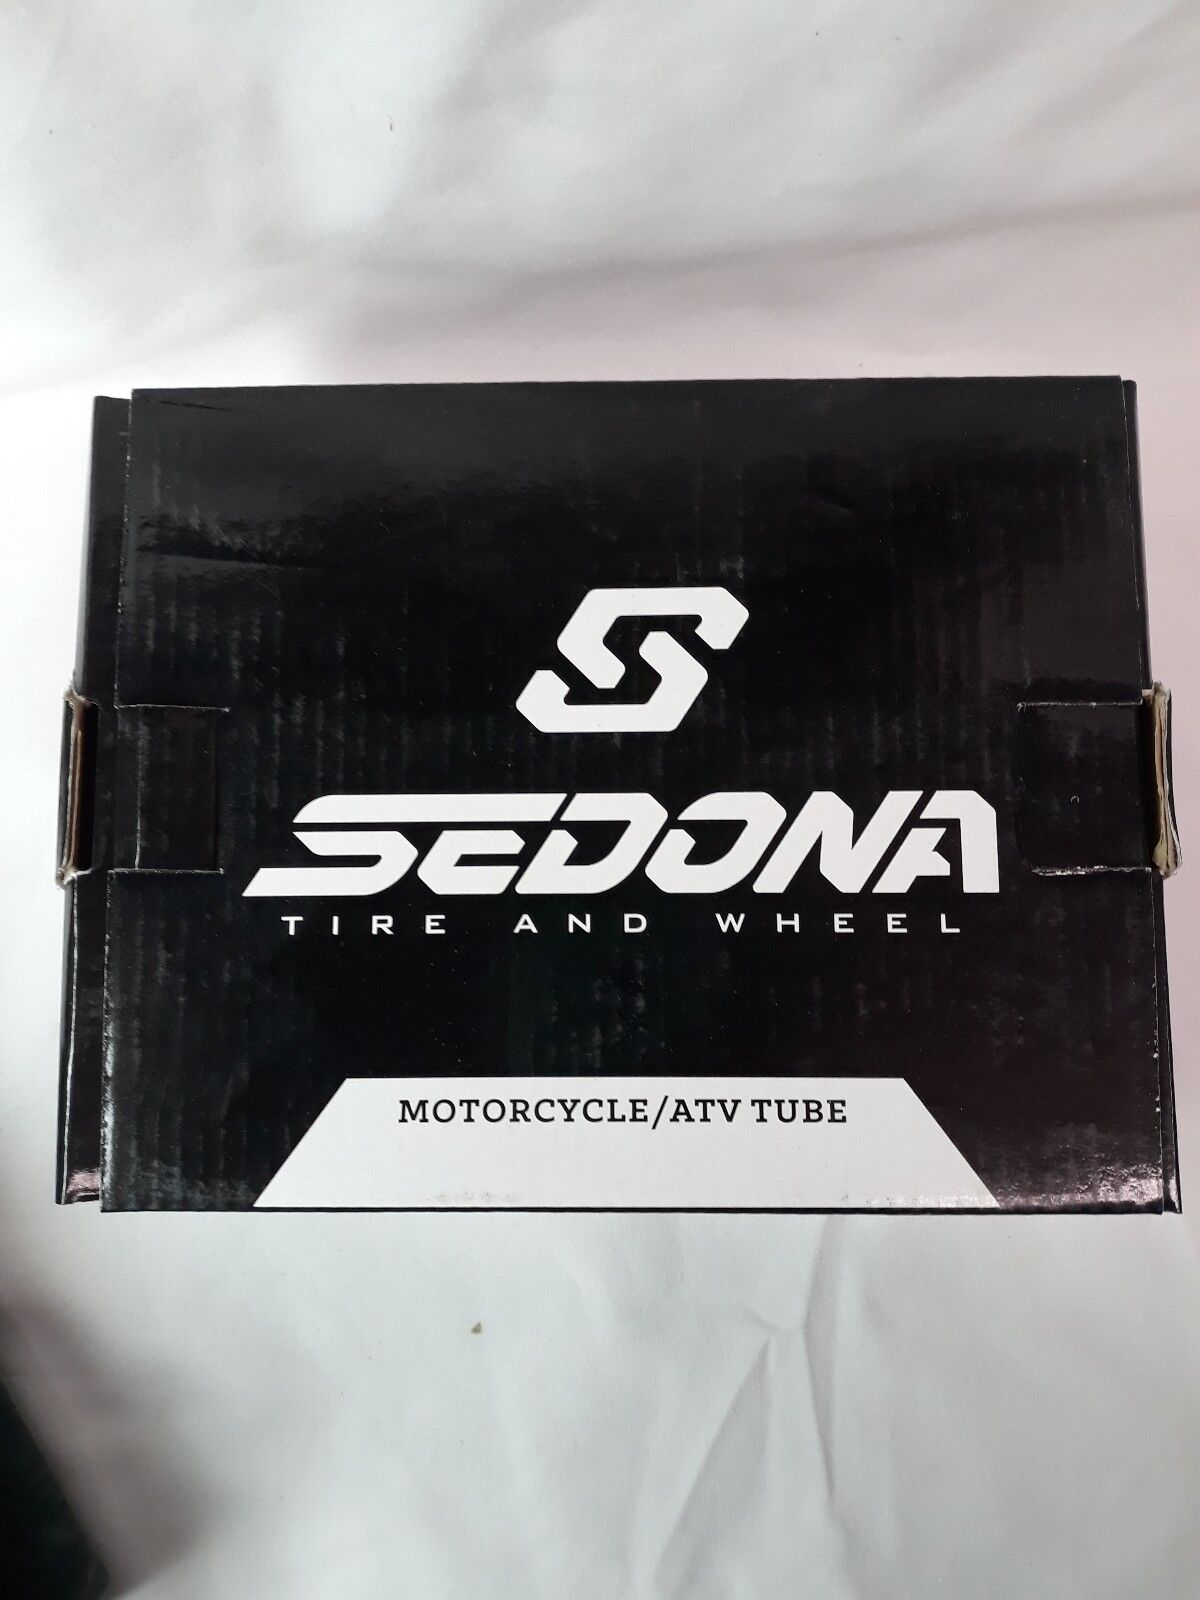 S
SEDONA
TIRE AND WHEEL
MOTORCYCLE/ATV TUBE